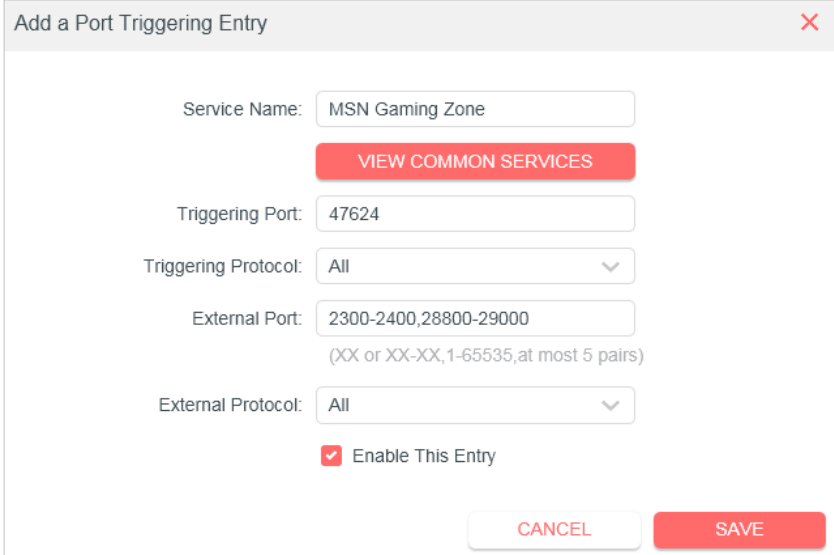 Add a Port Triggering Entry
Service Name: MSN Gaming Zone
VIEW COMMON SERVICES
Triggering Port: 47624
Triggering Protocol: All
External Port: 2300-2400,28800-29000
(XX or XX-XX,1-65535,at most 5 pairs)
External Protocol: All
Enable This Entry
CANCEL SAVE